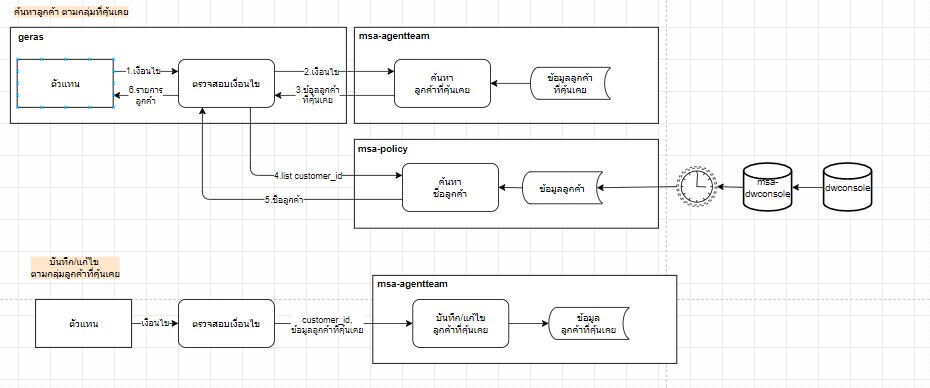 ค้นหาลูกค้า ตามกลุ่มที่คุ้นเคย
geras
msa-agentteam
ตัวแทน
1.เงื่อนไข
6.รายการ
ลูกค้า
ตรวจสอบเงื่อนไข
2.เงื่อนไข
3.ข้อมูลลูกค้า
ที่คุ้นเคย
ค้นหา
ลูกค้าที่คุ้นเคย
ข้อมูลลูกค้า
ที่คุ้นเคย
msa-policy
4.list customer_id
5.ชื่อลูกค้า
ค้นหา
ชื่อลูกค้า
ข้อมูลลูกค้า
msa-
dwconsole
dwconsole
บันทึก/แก้ไข
ตามกลุ่มลูกค้าที่คุ้นเคย
msa-agentteam
ตัวแทน
เงื่อนไข
ตรวจสอบเงื่อนไข
customer_id,
ข้อมูลลูกค้าที่คุ้นเคย
บันทึก/แก้ไข
ลูกค้าที่คุ้นเคย
ข้อมูล
ลูกค้าที่คุ้นเคย